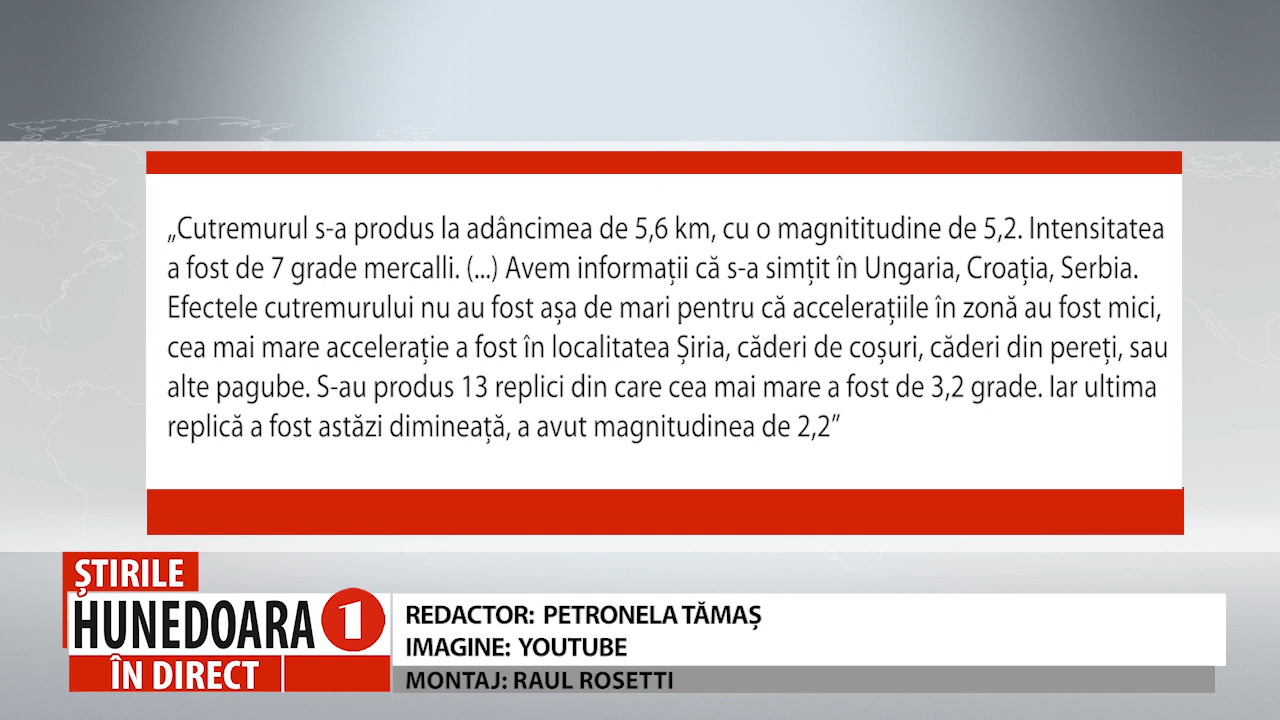 „Cutremurul s-a produs la adâncimea de 5,6 km, cu o magnititudine de 5,2. Intensitatea
a fost de 7 grade mercalli. (...) Avem informații că s-a simțit în Ungaria, Croația, Serbia.
Efectele cutremurului nu au fost așa de mari pentru că accelerațiile în zonă au fost mici,
cea mai mare accelerație a fost în localitatea Șiria, căderi de coșuri, căderi din pereți, sau
alte pagube. S-au produs 13 replici din care cea mai mare a fost de 3,2 grade. Iar ultima
replică a fost astăzi dimineață, a avut magnitudinea de 2,2”
ȘTIRILE
HUNEDOARA 1
ÎN DIRECT
REDACTOR: PETRONELA TĂMAȘ
IMAGINE: YOUTUBE
MONTAJ: RAUL ROSETTI